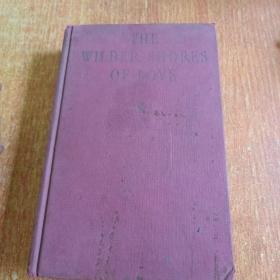 THE
WILDER SHORES
OF LOVE